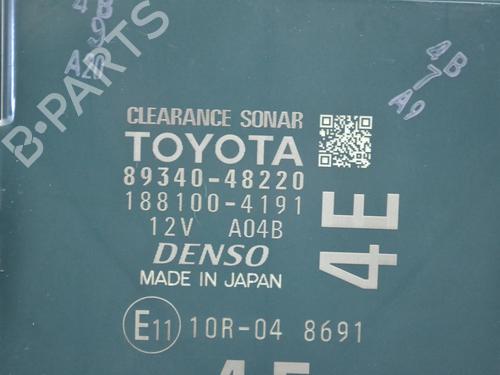 4B
9
A20
B PARTS
4B
7
A9
CLEARANCE SONAR
TOYOTA
89340-48220
188100-4191
12V A04B
DENSO
MADE IN JAPAN
4E
E11 10R-04 8691